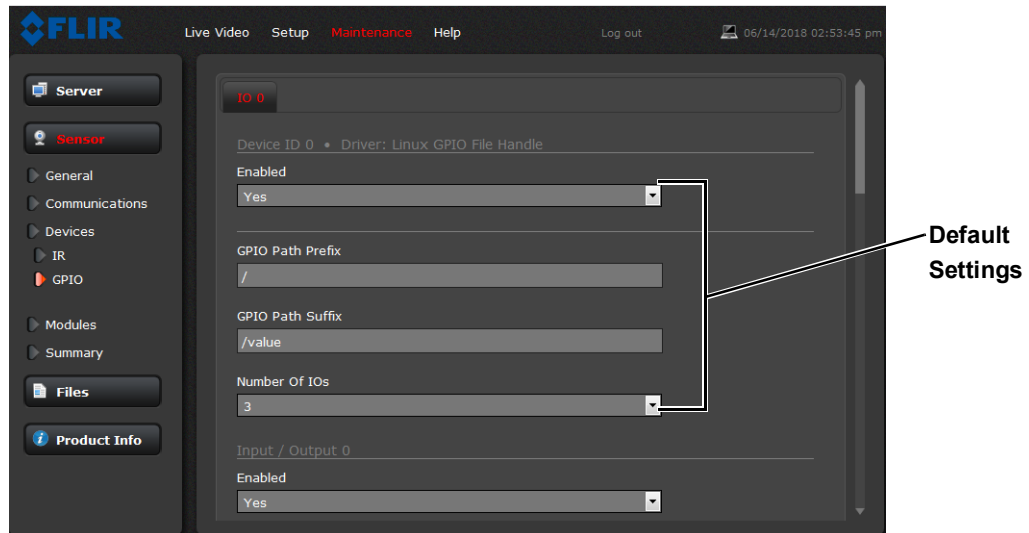 FLIR
Live Video Setup Maintenance Help Log out 06/14/2018 02:53:45 pm
Server
Sensor
General
Communications
Devices
IR
GPIO
Modules
Summary
Files
Product Info
IO 0
Device ID 0 • Driver: Linux GPIO File Handle
Enabled
Yes
GPIO Path Prefix
/
GPIO Path Suffix
/value
Number Of IOs
3
Input / Output 0
Enabled
Yes
Default
Settings